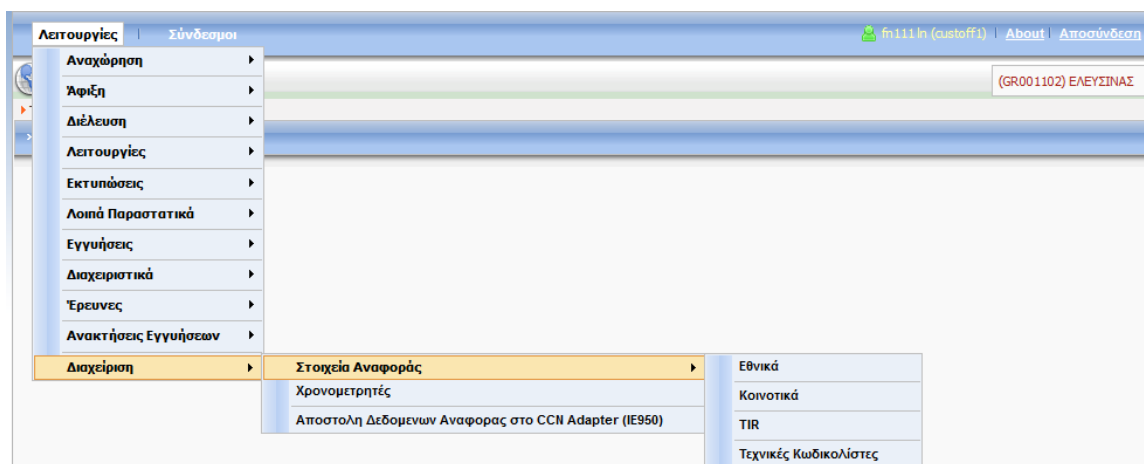 Λειτουργίες | Σύνδεσμοι fn111 ln (custoff1) | About | Αποσύνδεση
Αναχώρηση
(GR001102) ΕΛΕΥΣΙΝΑΣ
Άφιξη
Διέλευση
Λειτουργίες
Εκτυπώσεις
Λοιπά Παραστατικά
Εγγυήσεις
Διαχειριστικά
Έρευνες
Ανακτήσεις Εγγυήσεων
Διαχείριση Στοιχεία Αναφοράς Εθνικά
Χρονομετρητές Κοινοτικά
Αποστολη Δεδομενων Αναφορας στο CCN Adapter (IE950) TIR
Τεχνικές Κωδικολίστες